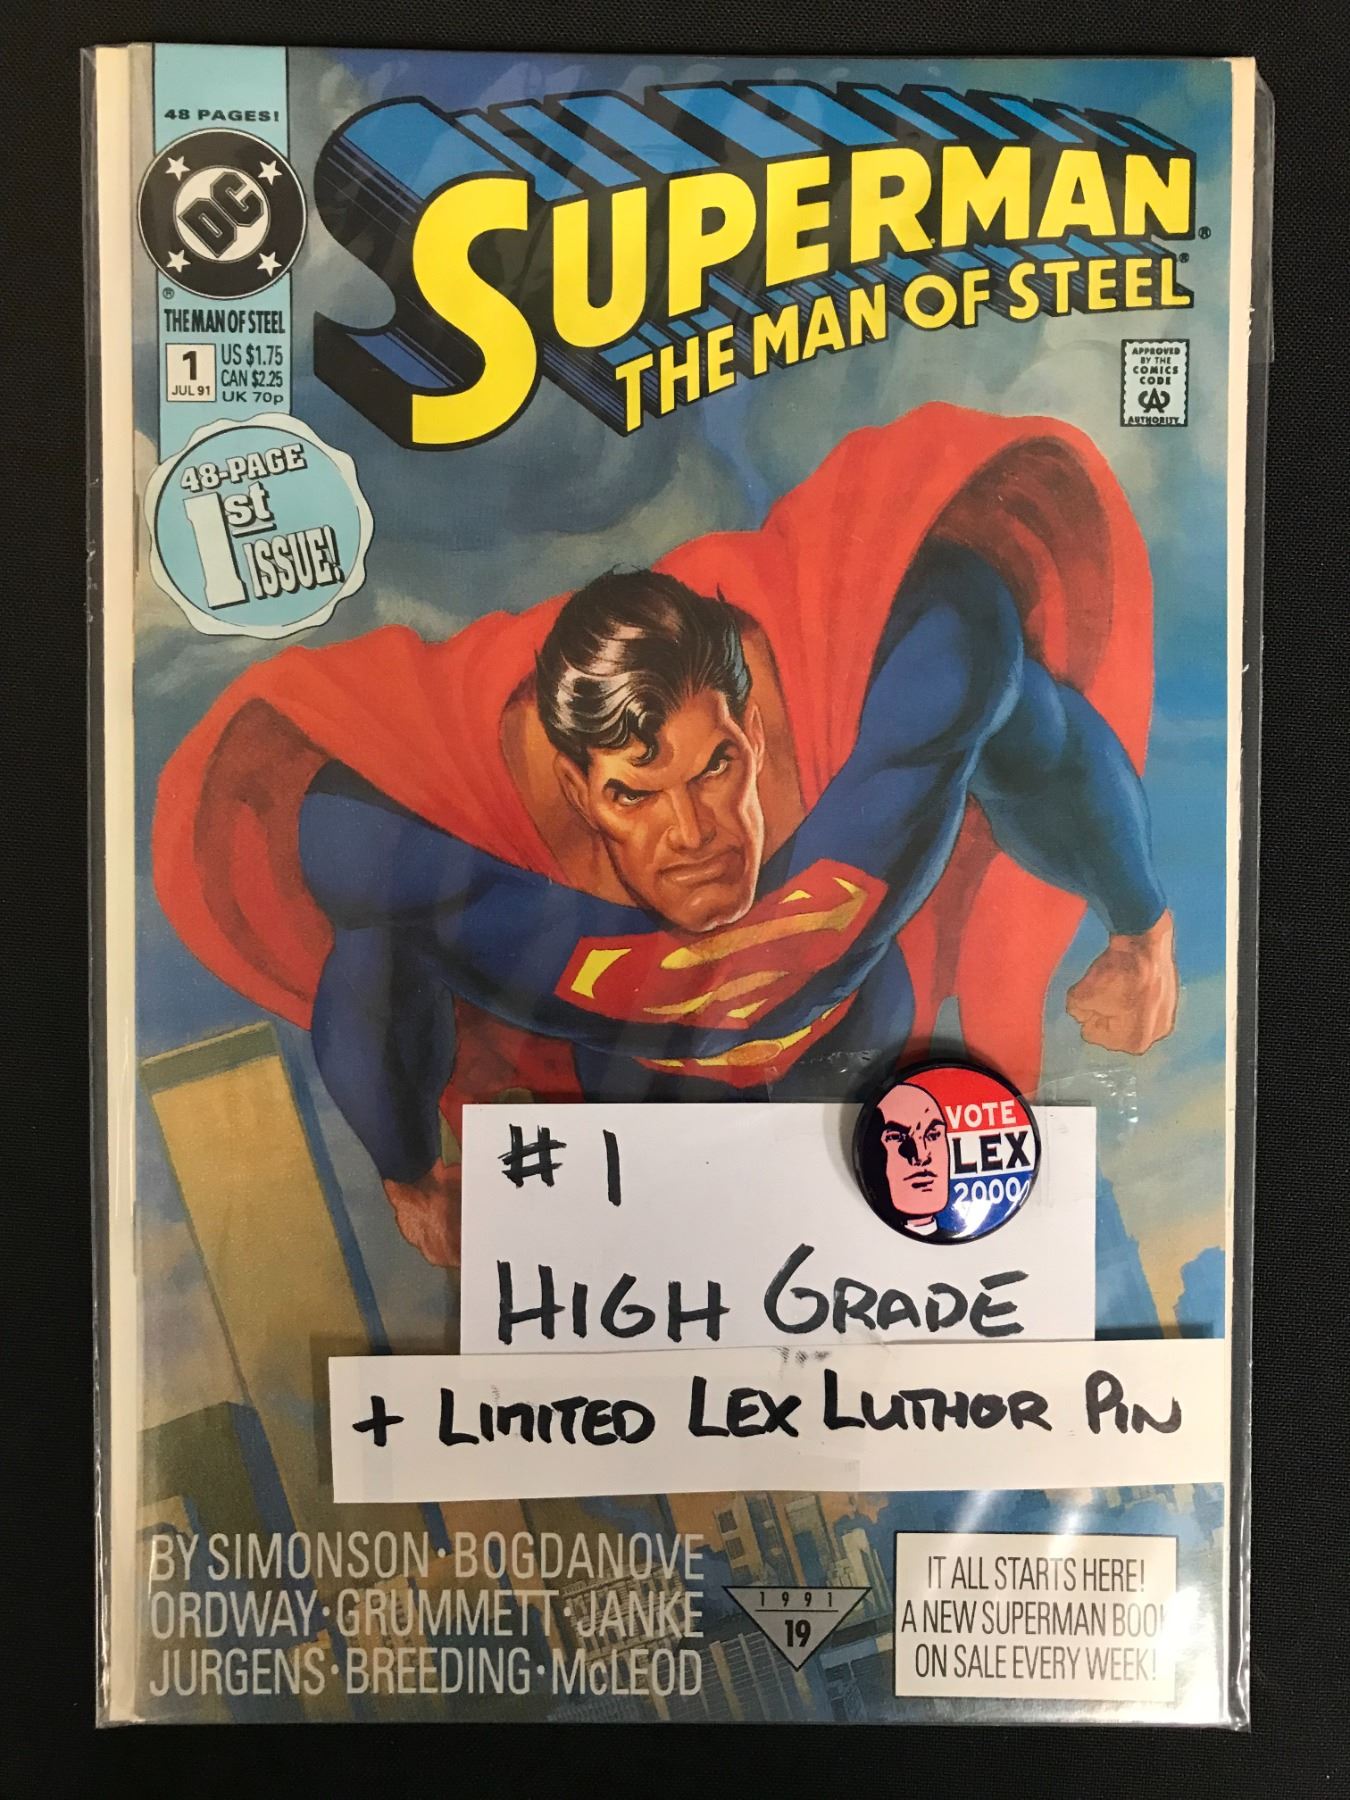 48 PAGES!
DC
®
THE MAN OF STEEL
1
JUL 91
US $1.75
CAN $2.25
UK 70p
SUPERMAN®
THE MAN OF STEEL®
APPROVED
BY THE
COMICS
CODE
CA
AUTHORITY
48-PAGE
1st
ISSUE!
VOTE
LEX
2000
#1
HIGH GRADE
+ LIMITED LEX LUTHOR PIN
BY SIMONSON • BOGDANOVE
ORDWAY • GRUMMETT • JANKE
JURGENS • BREEDING • McLEOD
1991
19
IT ALL STARTS HERE!
A NEW SUPERMAN BOOK
ON SALE EVERY WEEK!